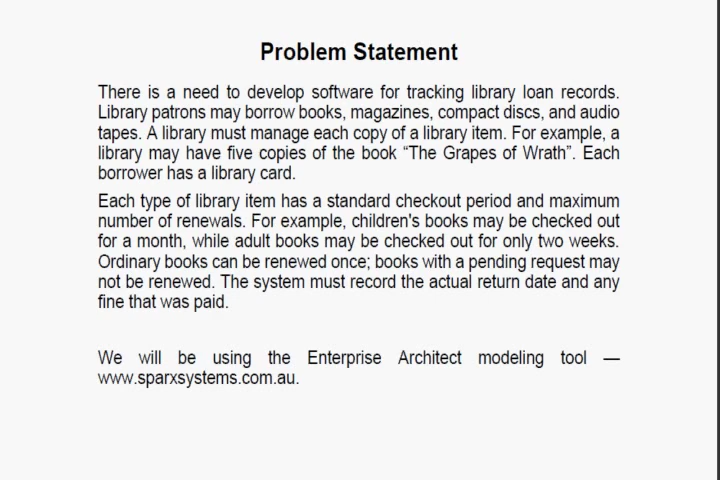 Problem Statement
There is a need to develop software for tracking library loan records.
Library patrons may borrow books, magazines, compact discs, and audio
tapes. A library must manage each copy of a library item. For example, a
library may have five copies of the book “The Grapes of Wrath”. Each
borrower has a library card.
Each type of library item has a standard checkout period and maximum
number of renewals. For example, children's books may be checked out
for a month, while adult books may be checked out for only two weeks.
Ordinary books can be renewed once; books with a pending request may
not be renewed. The system must record the actual return date and any
fine that was paid.
We will be using the Enterprise Architect modeling tool —
www.sparxsystems.com.au.